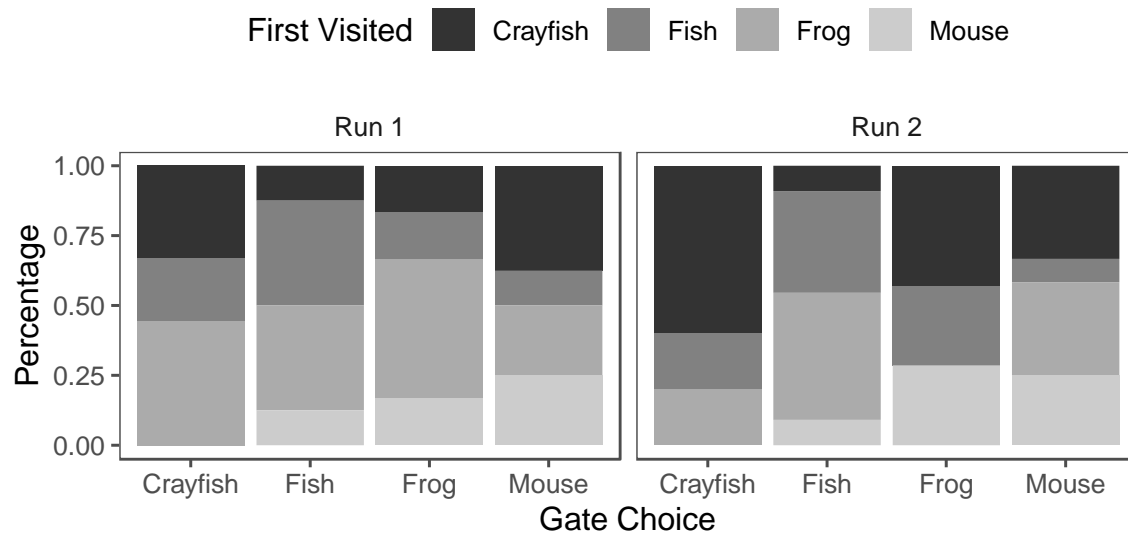 First Visited Crayfish Fish Frog Mouse
Run 1 Run 2
1.00
0.75
0.50
0.25
0.00
Percentage
Crayfish Fish Frog Mouse Crayfish Fish Frog Mouse
Gate Choice